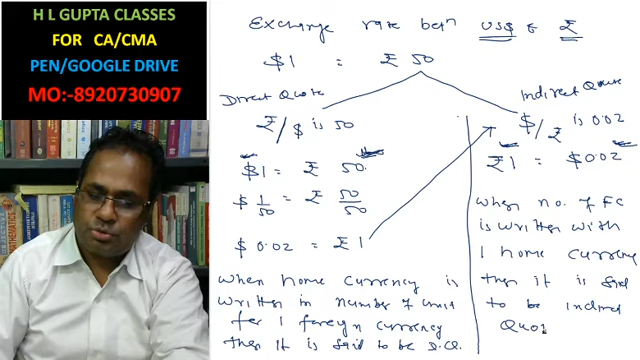 H L GUPTA CLASSES
FOR CA/CMA
PEN/GOOGLE DRIVE
MO:-8920730907
Exchange rate betn US$ & ₹
$1 = ₹ 50
Direct Quote
₹/$ is 50
$1 = ₹ 50.
$ 1/50 = ₹ 50/50
$ 0.02 = ₹ 1
When home currency is
written in number of unit
for 1 foreign currency
then it is said to be D.Q.
Indirect Quote
$/₹ is 0.02
₹1 = $0.02
When no. of FC
is written with
1 home currency
then it is said
to be indirect
Quot